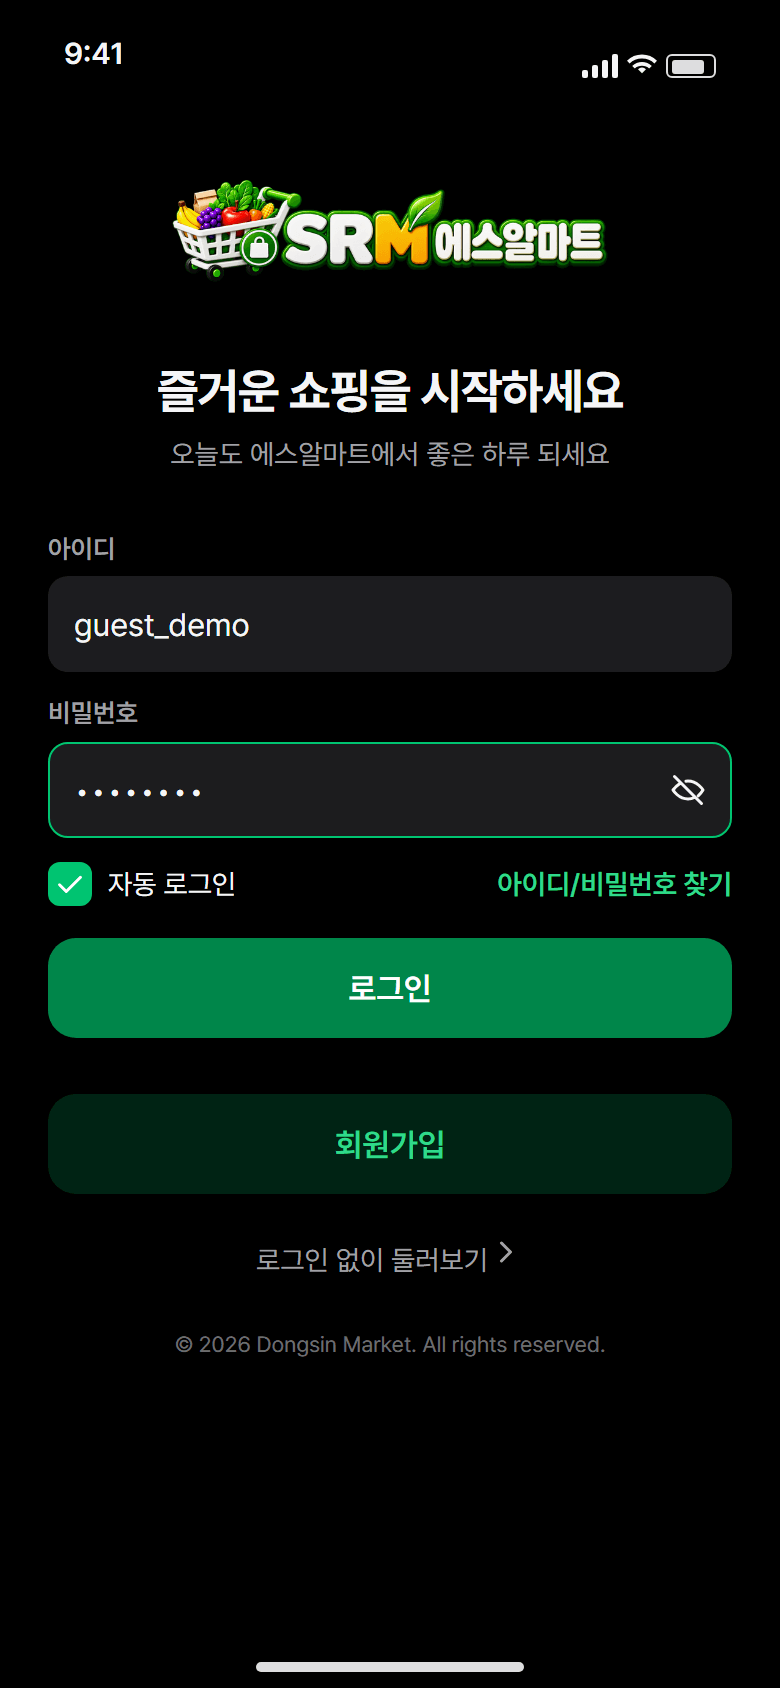 9:41
SRM 에스알마트
즐거운 쇼핑을 시작하세요
오늘도 에스알마트에서 좋은 하루 되세요
아이디
guest_demo
비밀번호
••••••••
자동 로그인 아이디/비밀번호 찾기
로그인
회원가입
로그인 없이 둘러보기
© 2026 Dongsin Market. All rights reserved.